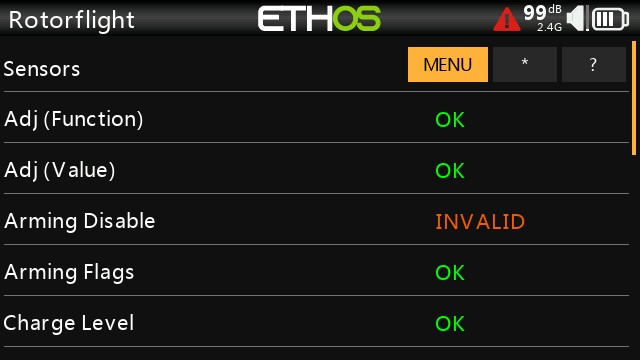 Rotorflight
ETHOS
99 dB
2.4G
Sensors
MENU
*
?
Adj (Function) OK
Adj (Value) OK
Arming Disable INVALID
Arming Flags OK
Charge Level OK